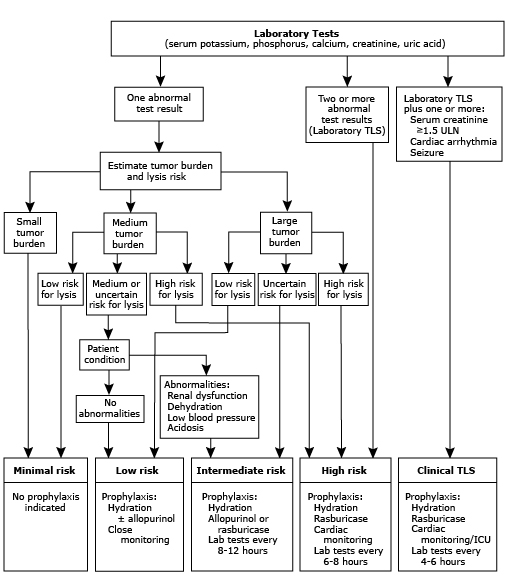 Laboratory Tests
(serum potassium, phosphorus, calcium, creatinine, uric acid)
One abnormal
test result
Two or more
abnormal
test results
(Laboratory TLS)
Laboratory TLS
plus one or more:
Serum creatinine
≥1.5 ULN
Cardiac arrhythmia
Seizure
Estimate tumor burden
and lysis risk
Small
tumor
burden
Medium
tumor
burden
Large
tumor
burden
Low risk
for lysis
Medium or
uncertain
risk for lysis
High risk
for lysis
Low risk
for lysis
Uncertain
risk for lysis
High risk
for lysis
Patient
condition
No
abnormalities
Abnormalities:
Renal dysfunction
Dehydration
Low blood pressure
Acidosis
Minimal risk
No prophylaxis
indicated
Low risk
Prophylaxis:
Hydration
± allopurinol
Close
monitoring
Intermediate risk
Prophylaxis:
Hydration
Allopurinol or
rasburicase
Lab tests every
8-12 hours
High risk
Prophylaxis:
Hydration
Rasburicase
Cardiac
monitoring
Lab tests every
6-8 hours
Clinical TLS
Prophylaxis:
Hydration
Rasburicase
Cardiac
monitoring/ICU
Lab tests every
4-6 hours